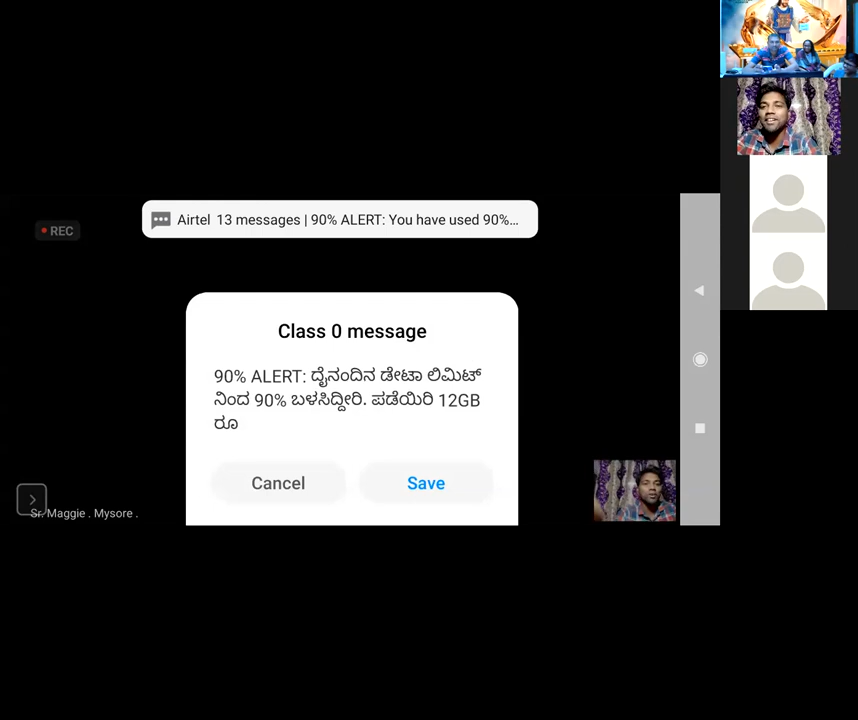 Airtel 13 messages | 90% ALERT: You have used 90%...
REC
Class 0 message
90% ALERT: ದೈನಂದಿನ ಡೇಟಾ ಲಿಮಿಟ್
ನಿಂದ 90% ಬಳಸಿದ್ದೀರಿ. ಪಡೆಯಿರಿ 12GB
ರೂ
Cancel
Save
Sr. Maggie . Mysore .